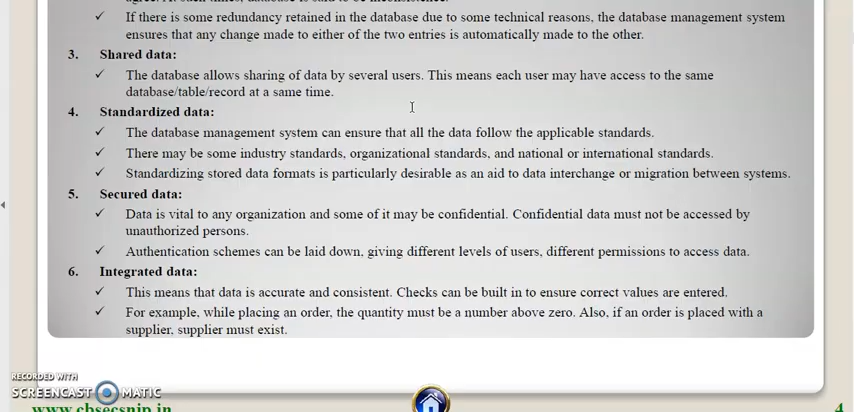 ✓ If there is some redundancy retained in the database due to some technical reasons, the database management system
ensures that any change made to either of the two entries is automatically made to the other.
3. Shared data:
✓ The database allows sharing of data by several users. This means each user may have access to the same
database/table/record at a same time.
4. Standardized data:
✓ The database management system can ensure that all the data follow the applicable standards.
✓ There may be some industry standards, organizational standards, and national or international standards.
✓ Standardizing stored data formats is particularly desirable as an aid to data interchange or migration between systems.
5. Secured data:
✓ Data is vital to any organization and some of it may be confidential. Confidential data must not be accessed by
unauthorized persons.
✓ Authentication schemes can be laid down, giving different levels of users, different permissions to access data.
6. Integrated data:
✓ This means that data is accurate and consistent. Checks can be built in to ensure correct values are entered.
✓ For example, while placing an order, the quantity must be a number above zero. Also, if an order is placed with a
supplier, supplier must exist.
RECORDED WITH
SCREENCAST MATIC
www.cbsecsnip.in
4